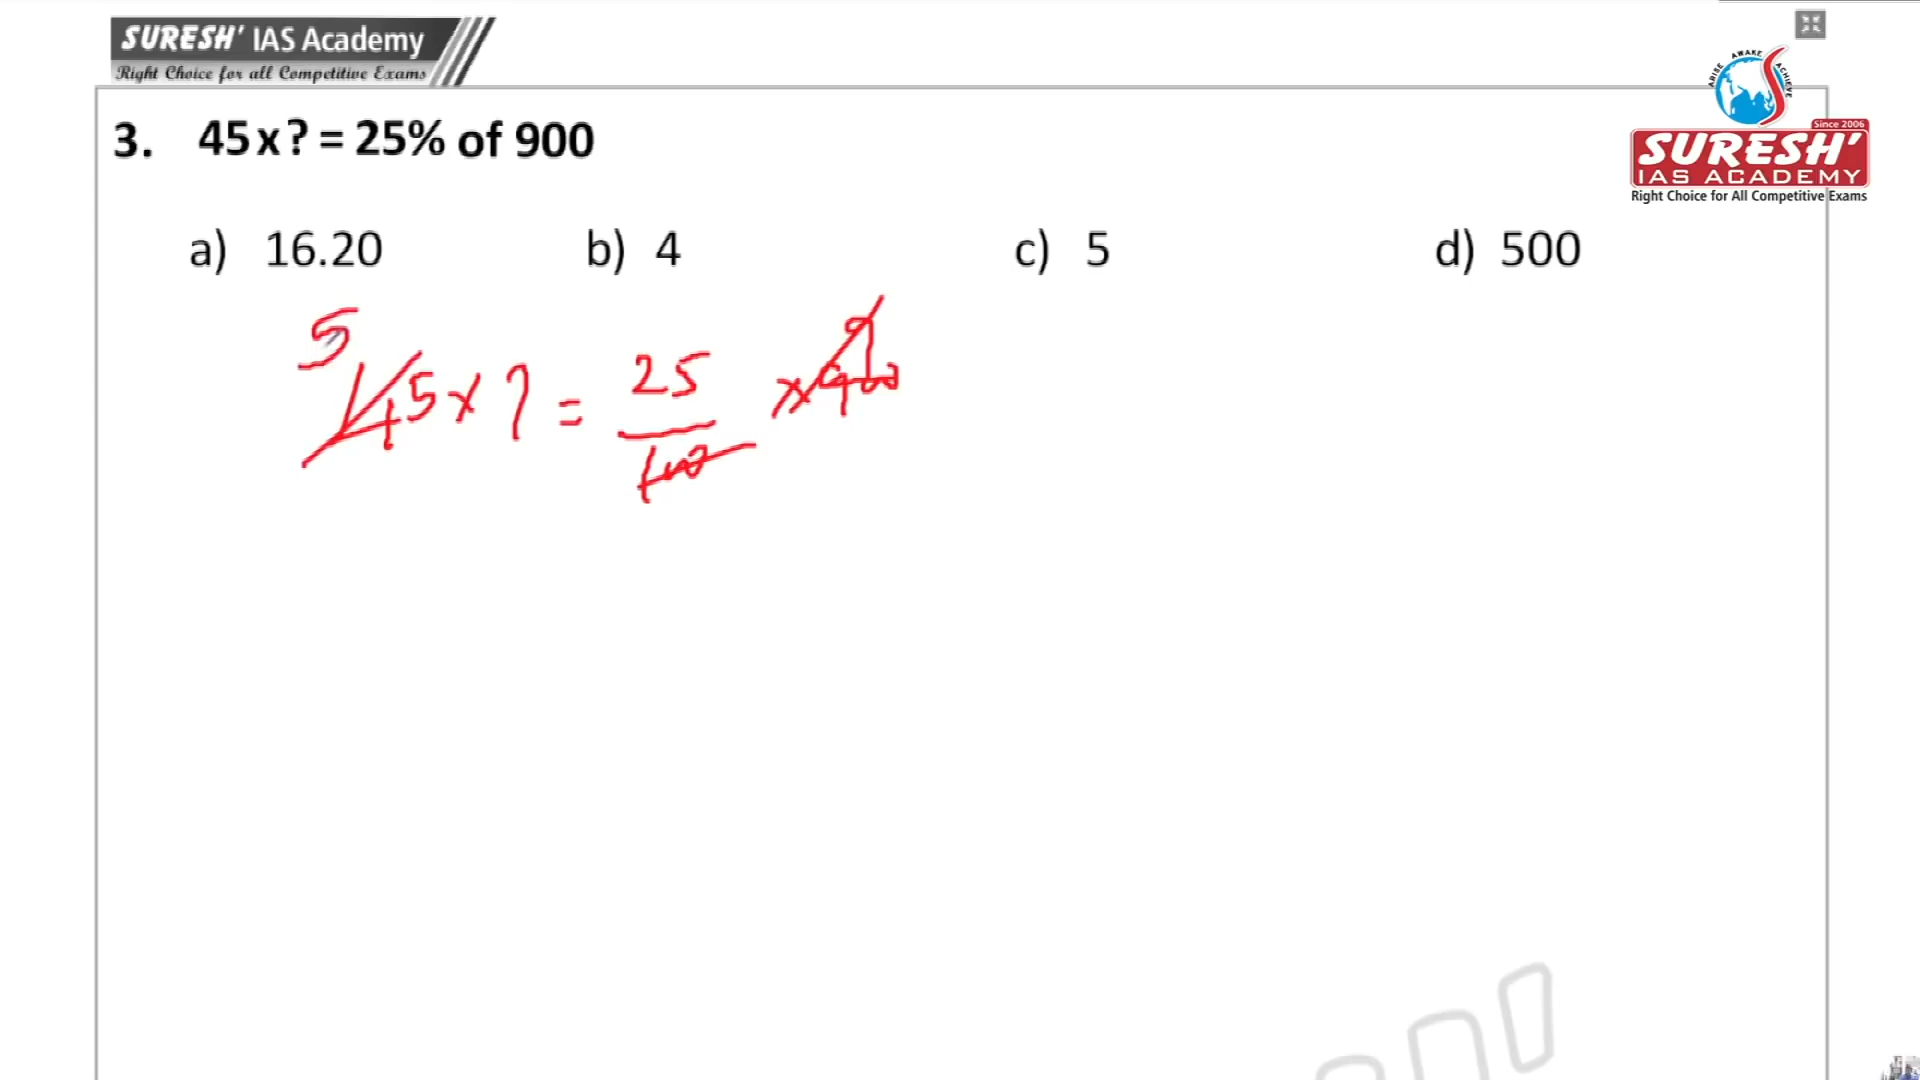 SURESH' IAS Academy
Right Choice for all Competitive Exams
ARISE AWAKE ACHIEVE
Since 2006
SURESH'
IAS ACADEMY
Right Choice for All Competitive Exams
3. 45 x ? = 25% of 900
a) 16.20 b) 4 c) 5 d) 500
5 9
45 x ? = 25 x 900
100